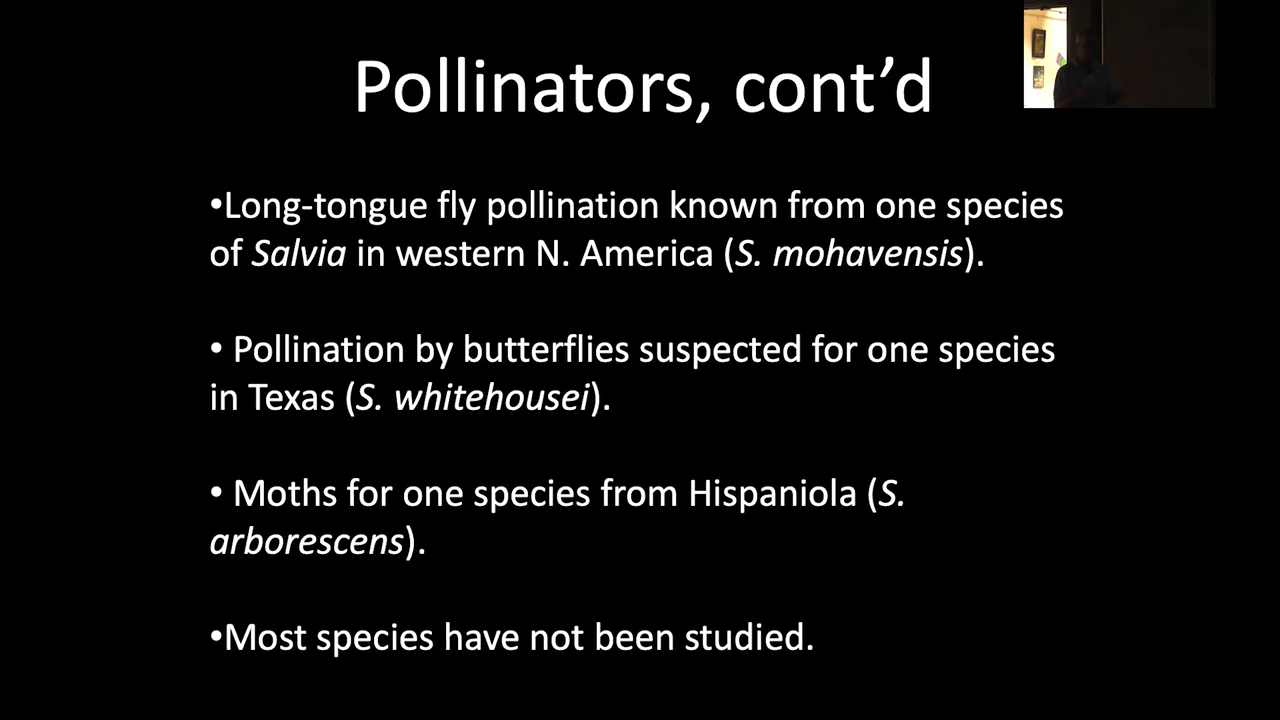 Pollinators, cont’d
•Long-tongue fly pollination known from one species
of Salvia in western N. America (S. mohavensis).
• Pollination by butterflies suspected for one species
in Texas (S. whitehousei).
• Moths for one species from Hispaniola (S.
arborescens).
•Most species have not been studied.